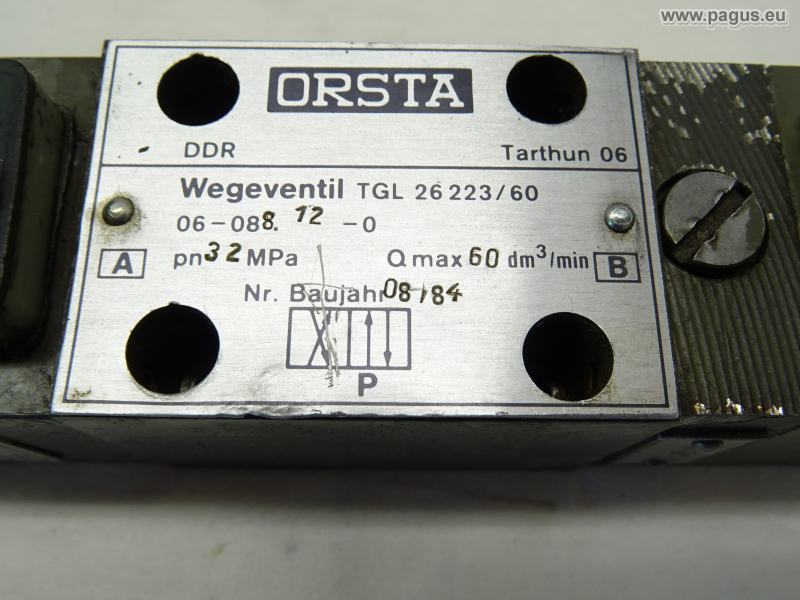 www.pagus.eu
ORSTA
DDR Tarthun 06
Wegeventil TGL 26 223/60
06-088. 12 -0
A pn 32 MPa Q max 60 dm³/min B
Nr. Baujahr 08/84
P